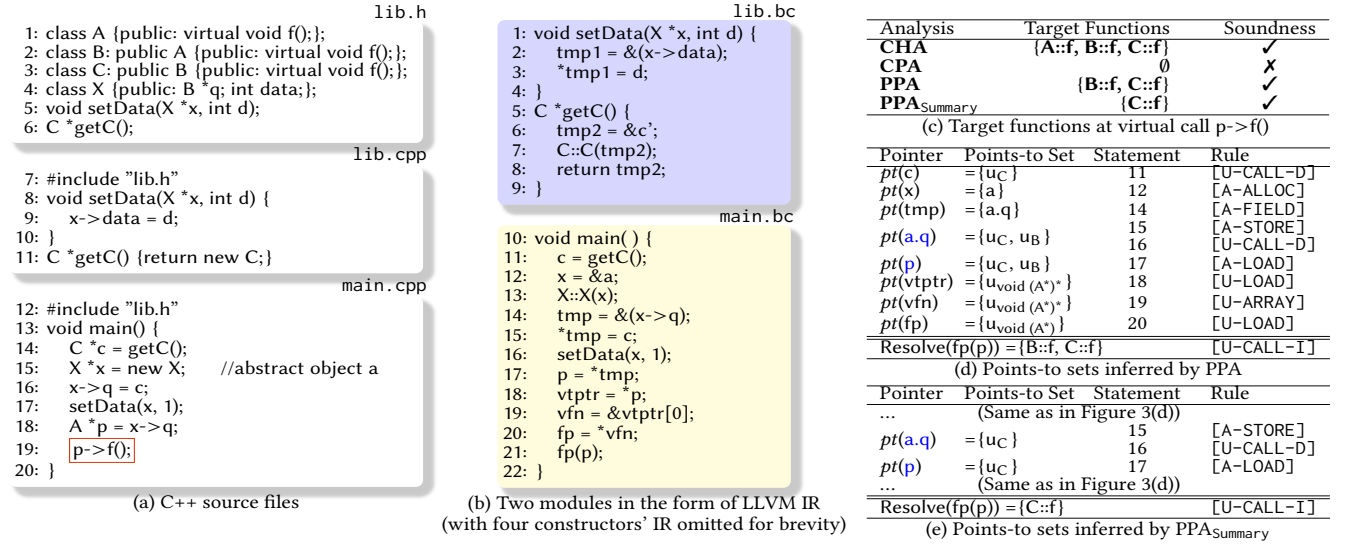 lib.h
1: class A {public: virtual void f();};
2: class B: public A {public: virtual void f();};
3: class C: public B {public: virtual void f();};
4: class X {public: B *q; int data;};
5: void setData(X *x, int d);
6: C *getC();
lib.cpp
7: #include "lib.h"
8: void setData(X *x, int d) {
9: x->data = d;
10: }
11: C *getC() {return new C;}
main.cpp
12: #include "lib.h"
13: void main() {
14: C *c = getC();
15: X *x = new X; //abstract object a
16: x->q = c;
17: setData(x, 1);
18: A *p = x->q;
19: p->f();
20: }
(a) C++ source files
lib.bc
1: void setData(X *x, int d) {
2: tmp1 = &(x->data);
3: *tmp1 = d;
4: }
5: C *getC() {
6: tmp2 = &c';
7: C::C(tmp2);
8: return tmp2;
9: }
main.bc
10: void main( ) {
11: c = getC();
12: x = &a;
13: X::X(x);
14: tmp = &(x->q);
15: *tmp = c;
16: setData(x, 1);
17: p = *tmp;
18: vtptr = *p;
19: vfn = &vtptr[0];
20: fp = *vfn;
21: fp(p);
22: }
(b) Two modules in the form of LLVM IR
(with four constructors' IR omitted for brevity)
Analysis Target Functions Soundness
CHA {A::f, B::f, C::f} ✓
CPA ∅ ✗
PPA {B::f, C::f} ✓
PPA_Summary {C::f} ✓
(c) Target functions at virtual call p->f()
Pointer Points-to Set Statement Rule
pt(c) ={u_C} 11 [U-CALL-D]
pt(x) ={a} 12 [A-ALLOC]
pt(tmp) ={a.q} 14 [A-FIELD]
pt(a.q) ={u_C, u_B} 15 [A-STORE]
16 [U-CALL-D]
pt(p) ={u_C, u_B} 17 [A-LOAD]
pt(vtptr) ={u_void (A*)*} 18 [U-LOAD]
pt(vfn) ={u_void (A*)*} 19 [U-ARRAY]
pt(fp) ={u_void (A*)} 20 [U-LOAD]
Resolve(fp(p)) ={B::f, C::f} [U-CALL-I]
(d) Points-to sets inferred by PPA
Pointer Points-to Set Statement Rule
... (Same as in Figure 3(d))
pt(a.q) ={u_C} 15 [A-STORE]
16 [U-CALL-D]
pt(p) ={u_C} 17 [A-LOAD]
... (Same as in Figure 3(d))
Resolve(fp(p)) ={C::f} [U-CALL-I]
(e) Points-to sets inferred by PPA_Summary